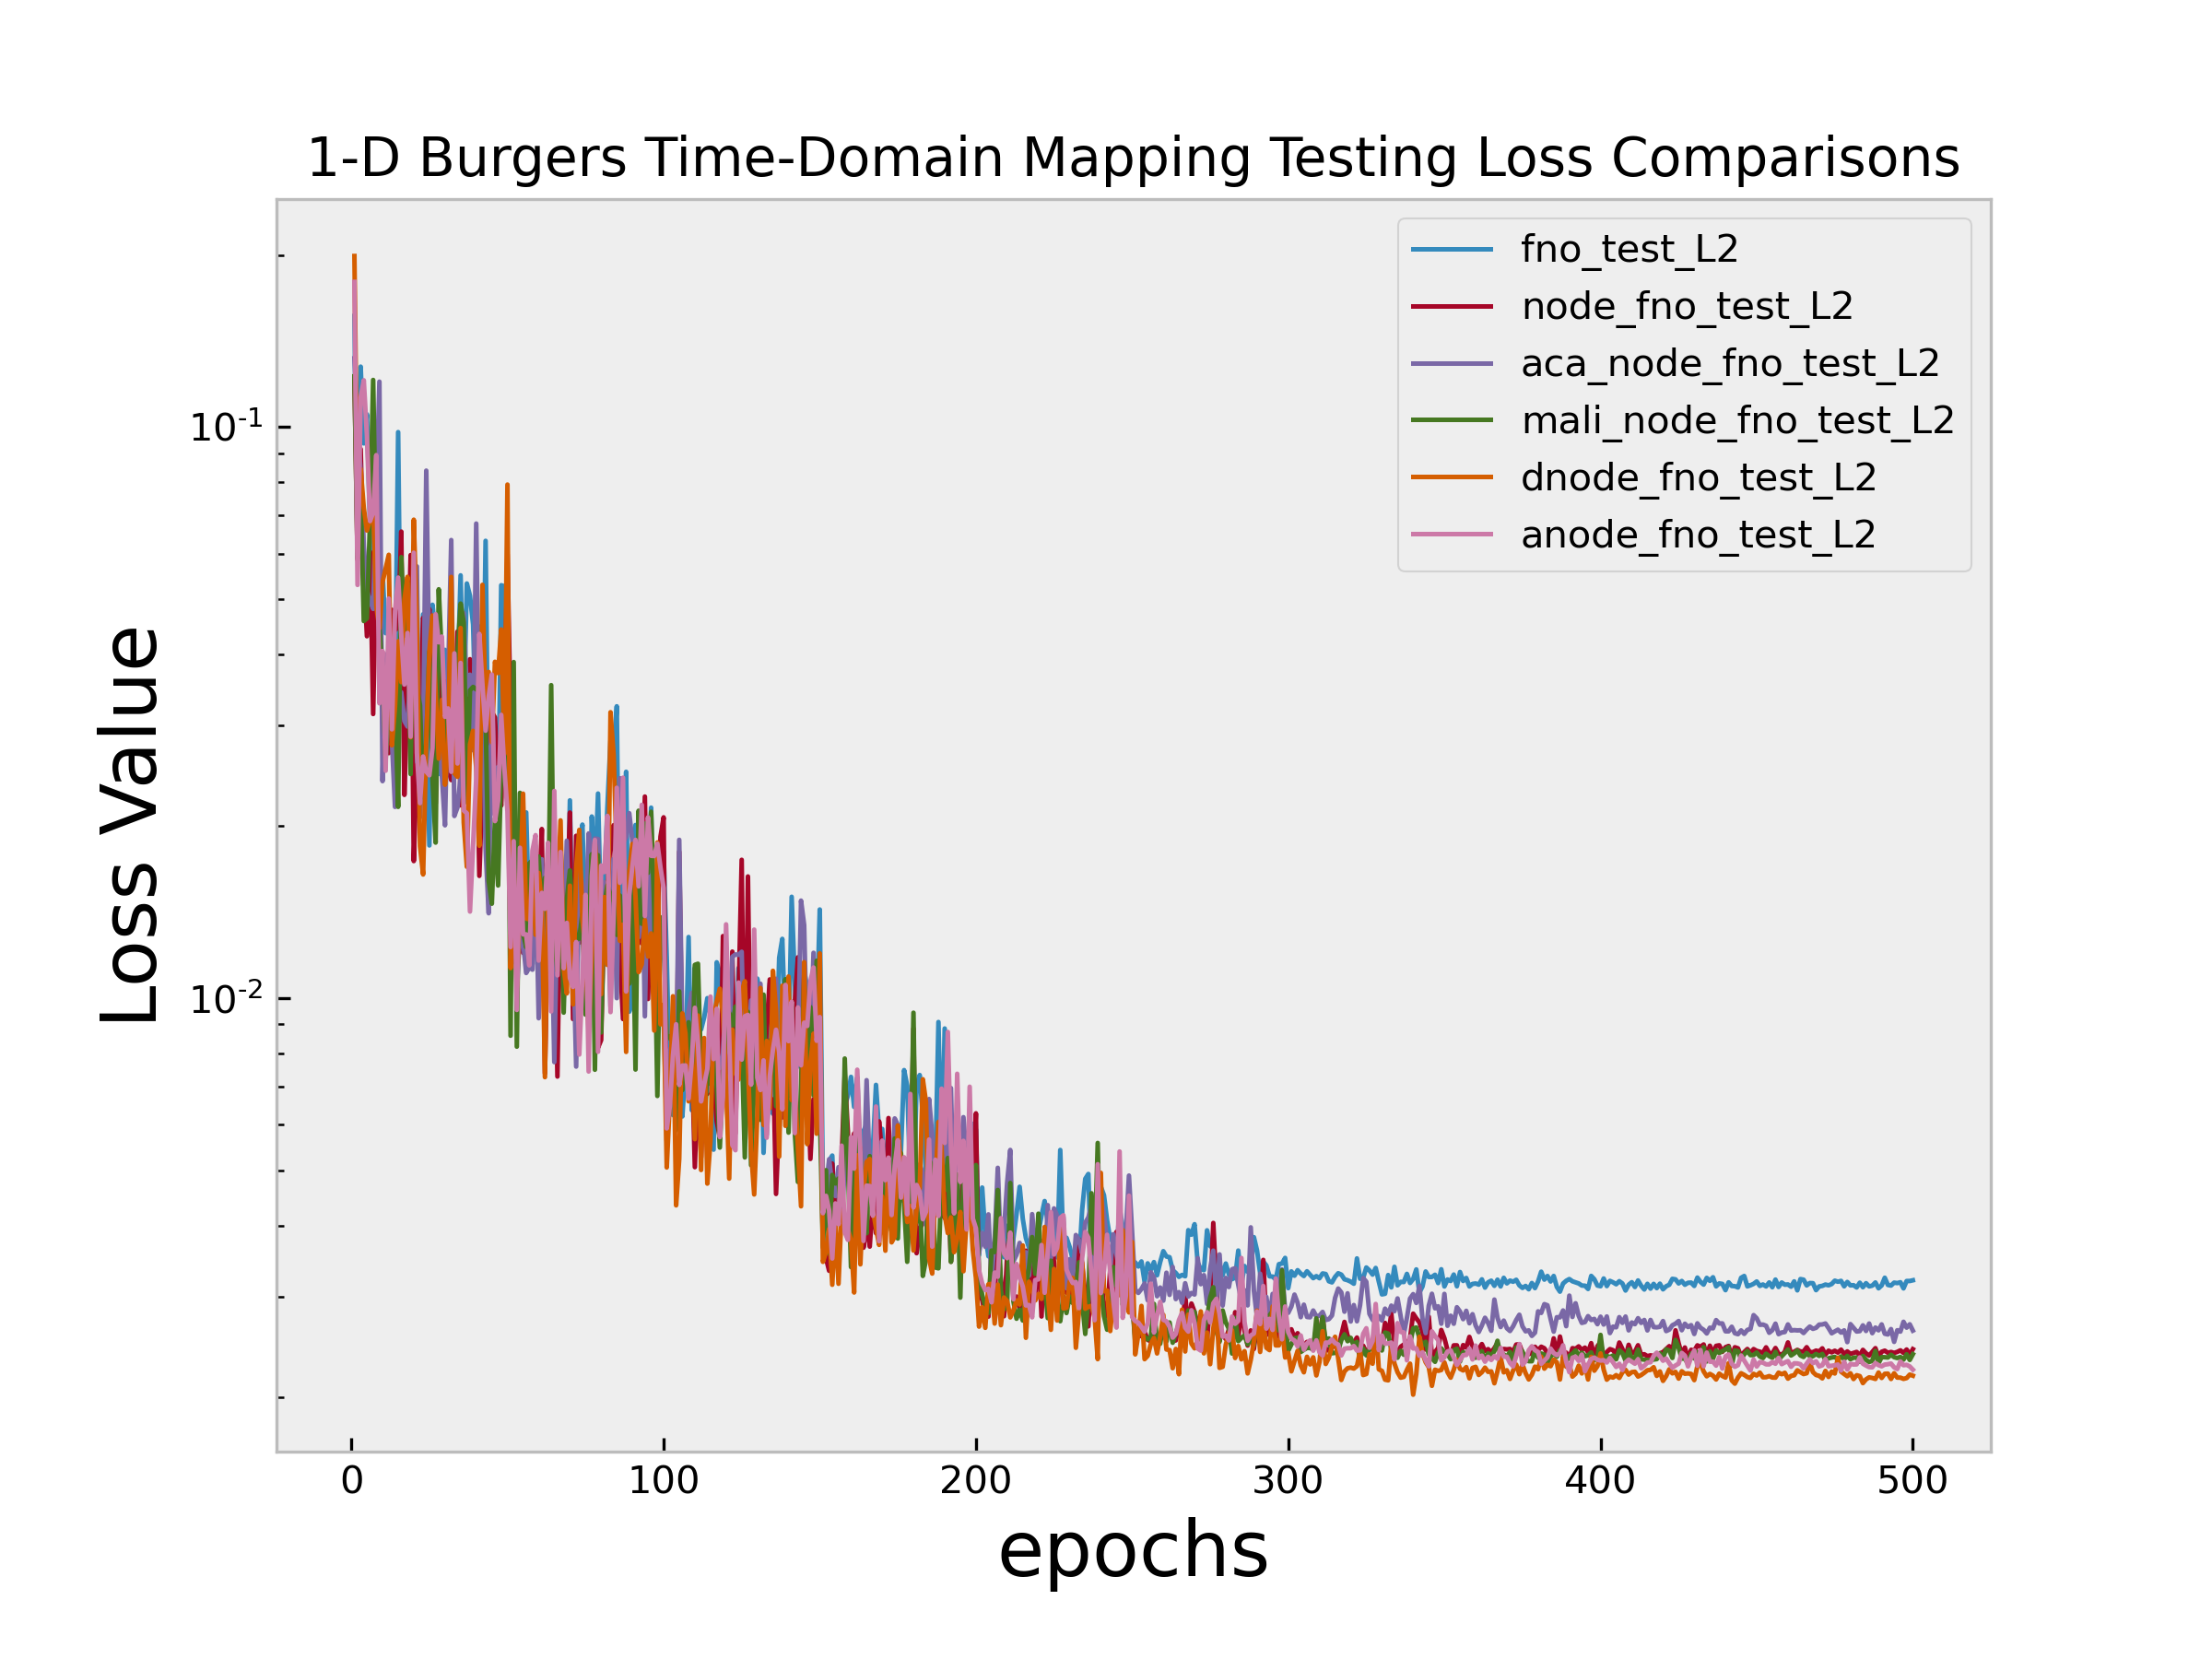 1-D Burgers Time-Domain Mapping Testing Loss Comparisons
fno_test_L2
node_fno_test_L2
aca_node_fno_test_L2
mali_node_fno_test_L2
dnode_fno_test_L2
anode_fno_test_L2
Loss Value
10⁻¹
10⁻²
0 100 200 300 400 500
epochs